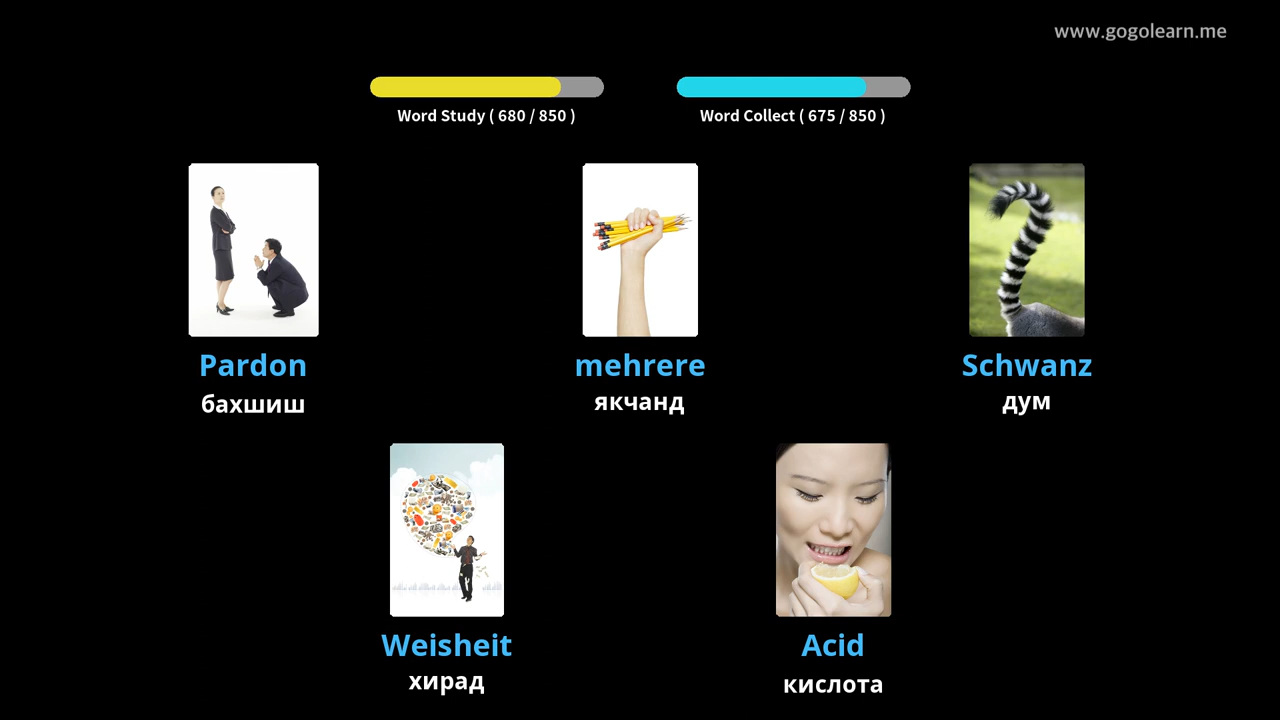 www.gogolearn.me
Word Study ( 680 / 850 )
Word Collect ( 675 / 850 )
Pardon
бахшиш
mehrere
якчанд
Schwanz
дум
Weisheit
хирад
Acid
кислота